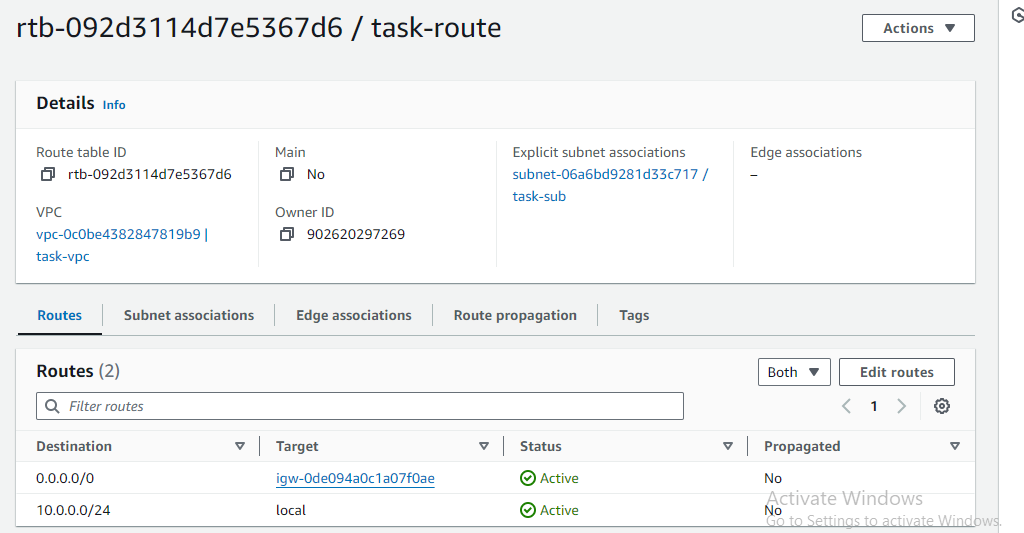 rtb-092d3114d7e5367d6 / task-route
Actions
Details Info
Route table ID
rtb-092d3114d7e5367d6
Main
No
Explicit subnet associations
subnet-06a6bd9281d33c717 /
task-sub
Edge associations
–
VPC
vpc-0c0be4382847819b9 |
task-vpc
Owner ID
902620297269
Routes Subnet associations Edge associations Route propagation Tags
Routes (2)
Both
Edit routes
Filter routes
1
Destination Target Status Propagated
0.0.0.0/0 igw-0de094a0c1a07f0ae Active No
10.0.0.0/24 local Active No
Activate Windows
Go to Settings to activate Windows.